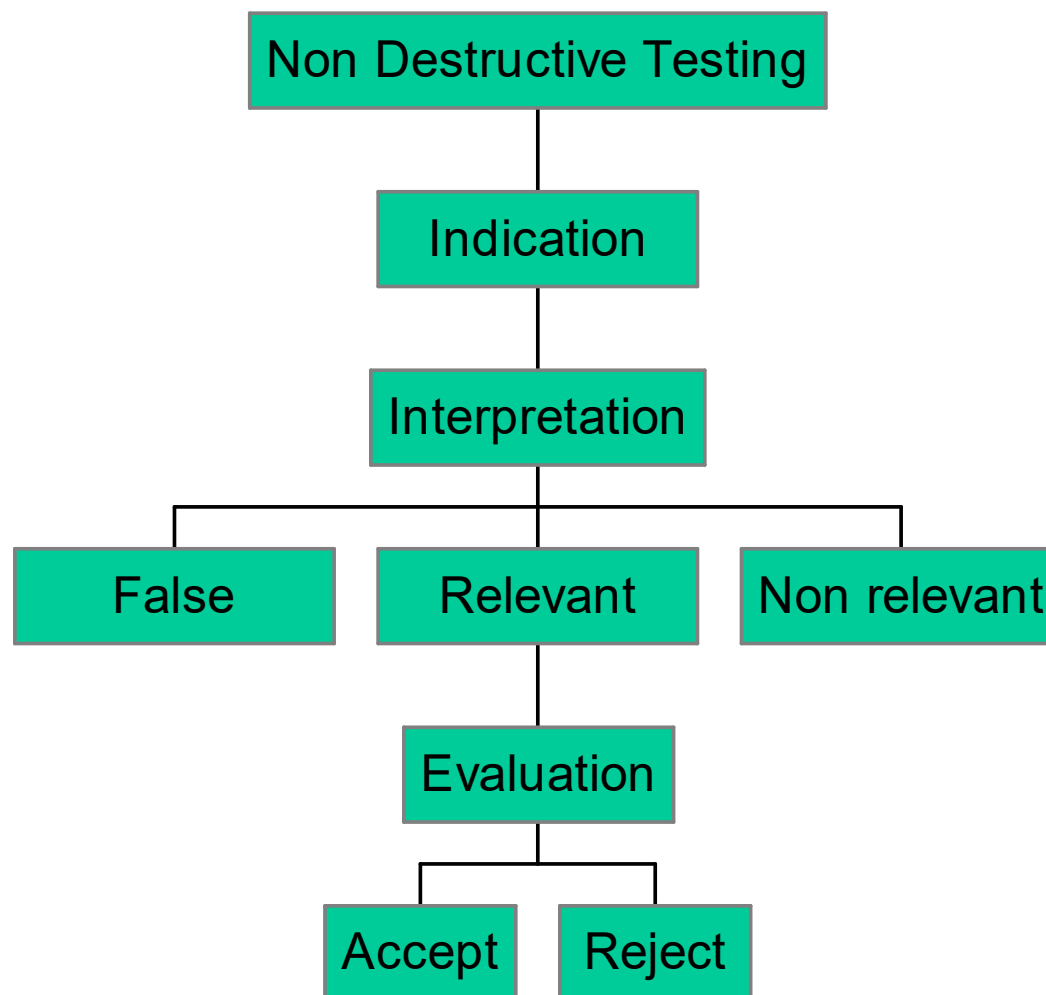 Non Destructive Testing
Indication
Interpretation
False
Relevant
Non relevant
Evaluation
Accept
Reject